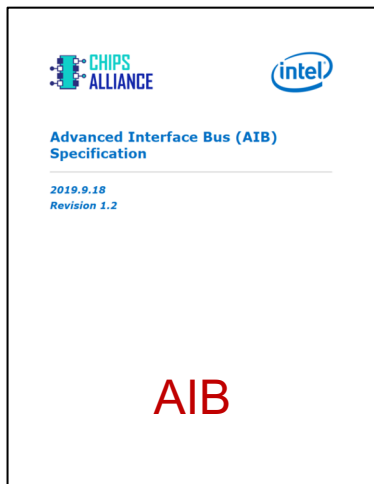 CHIPS
ALLIANCE
intel
Advanced Interface Bus (AIB)
Specification
2019.9.18
Revision 1.2
AIB